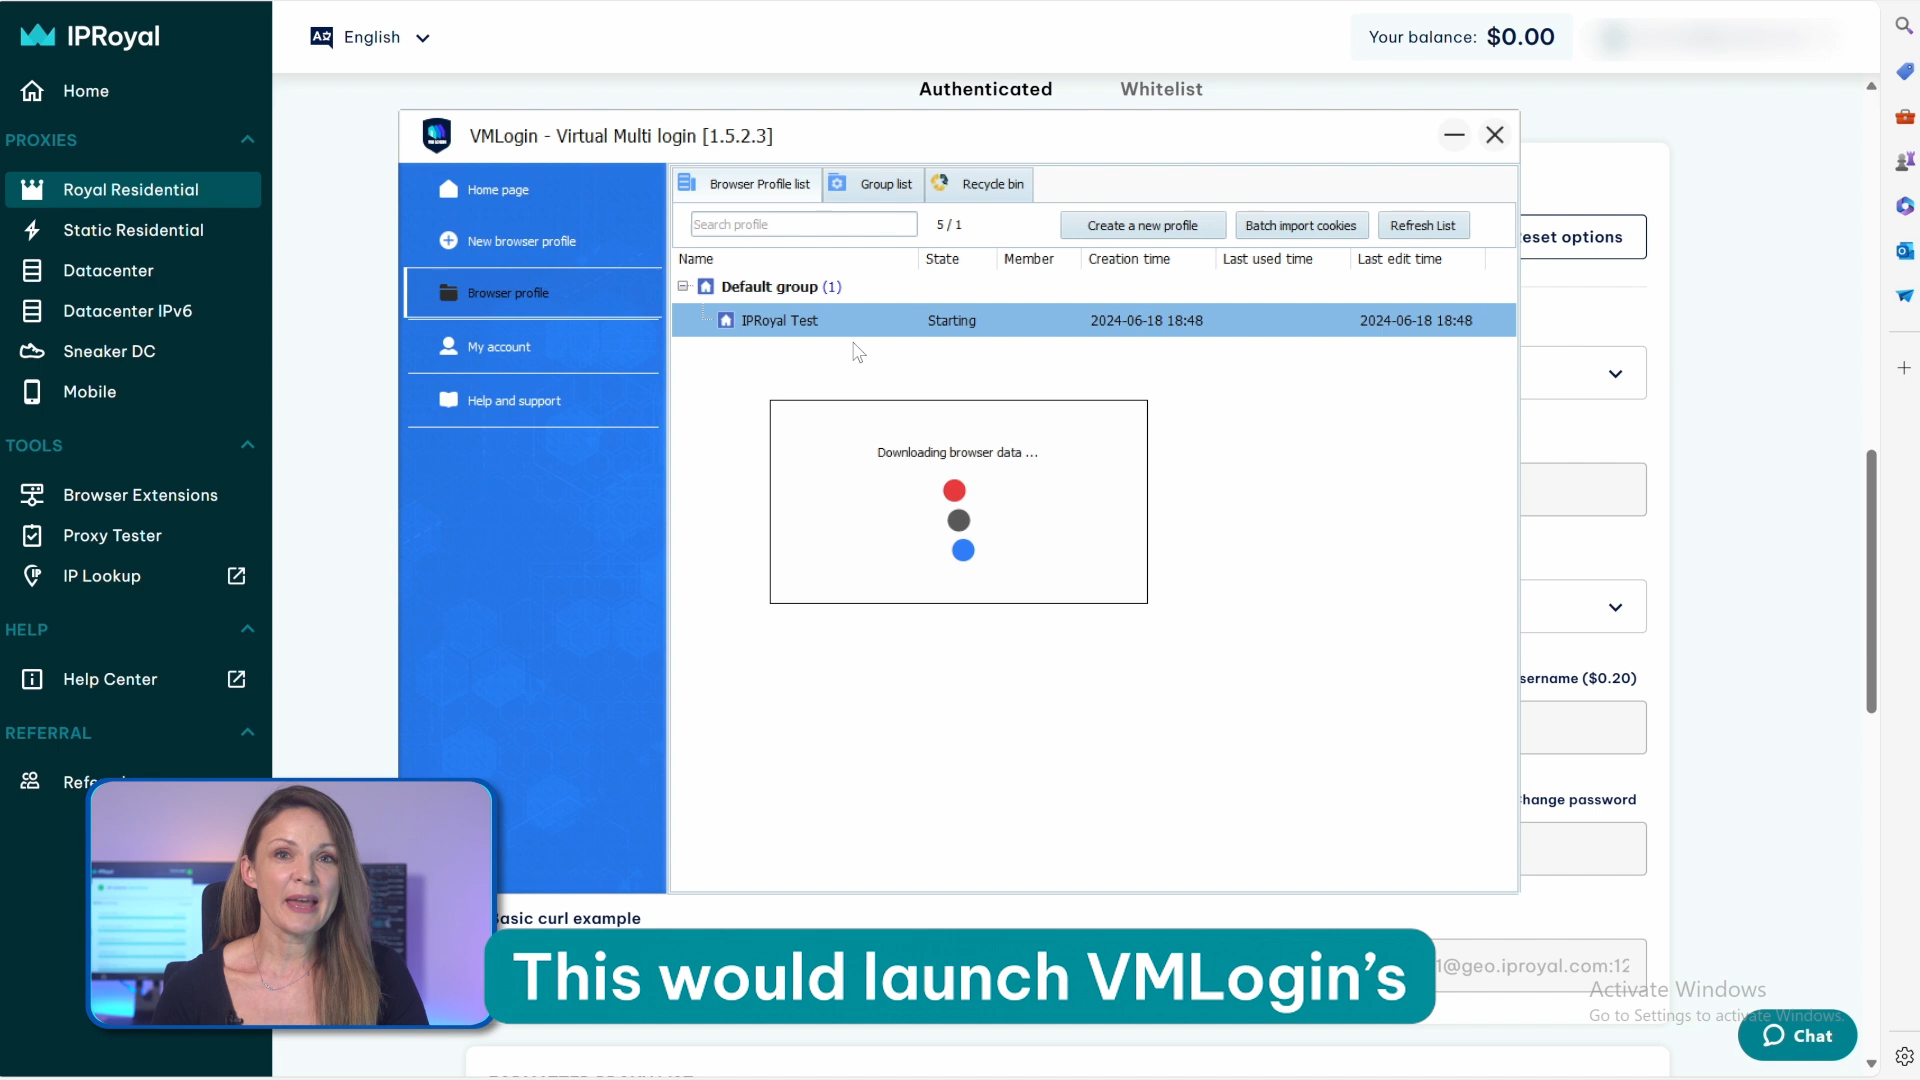 IPRoyal
Home
PROXIES
Royal Residential
Static Residential
Datacenter
Datacenter IPv6
Sneaker DC
Mobile
TOOLS
Browser Extensions
Proxy Tester
IP Lookup
HELP
Help Center
REFERRAL
English
Your balance: $0.00
Authenticated Whitelist
VMLogin - Virtual Multi login [1.5.2.3]
Home page
New browser profile
Browser profile
My account
Help and support
Browser Profile list Group list Recycle bin
Search profile 5 / 1 Create a new profile Batch import cookies Refresh List
Name State Member Creation time Last used time Last edit time
Default group (1)
IPRoyal Test Starting 2024-06-18 18:48 2024-06-18 18:48
Downloading browser data ...
options
($0.20)
password
curl example
This would launch VMLogin's
1@geo.iproyal.com:12
Activate Windows
Go to Settings to activate Windows.
Chat